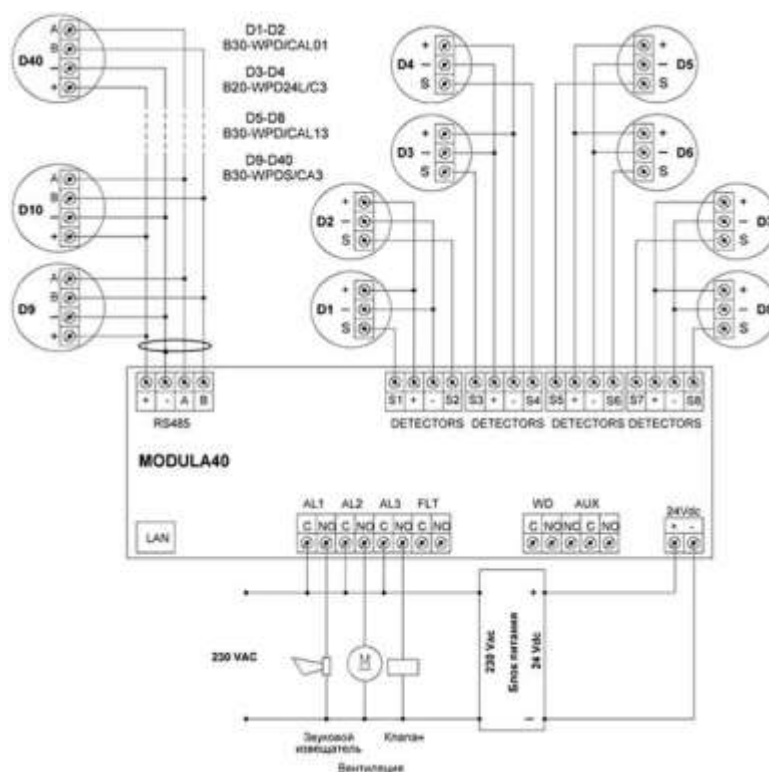 A
B
−
+
D40
D1-D2
B30-WPD/CAL01
D3-D4
B20-WPD24L/C3
D5-D8
B30-WPD/CAL13
D9-D40
B30-WPDS/CA3
D4
+
−
S
+
−
S
D5
D3
+
−
S
+
−
S
D6
A
B
−
+
D10
D2
+
−
S
+
−
S
A
B
−
+
D9
D1
+
−
S
+
−
S
+ - A B
RS485
S1 + - S2
S3 + - S4
S5 + - S6
S7 + - S8
DETECTORS DETECTORS DETECTORS DETECTORS
MODULA40
LAN
AL1 AL2 AL3 FLT
C NO C NO C NO C NO
WD AUX
C NO NO C NO
24Vdc
+ -
230 VAC
230 Vac
Блок питания
24 Vdc
+
−
Звуковой
извещатель
Клапан
Вентиляция